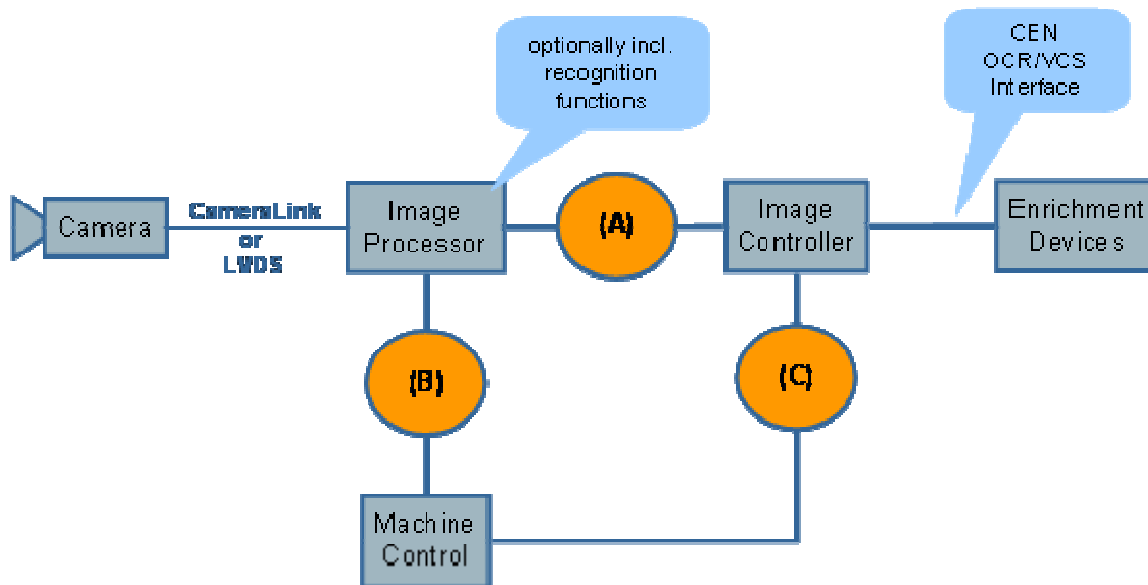 optionally incl.
recognition
functions
CEN
OCR/VCS
Interface
Camera
CameraLink
or
LVDS
Image
Processor
(A)
Image
Controller
Enrichment
Devices
(B)
(C)
Machine
Control